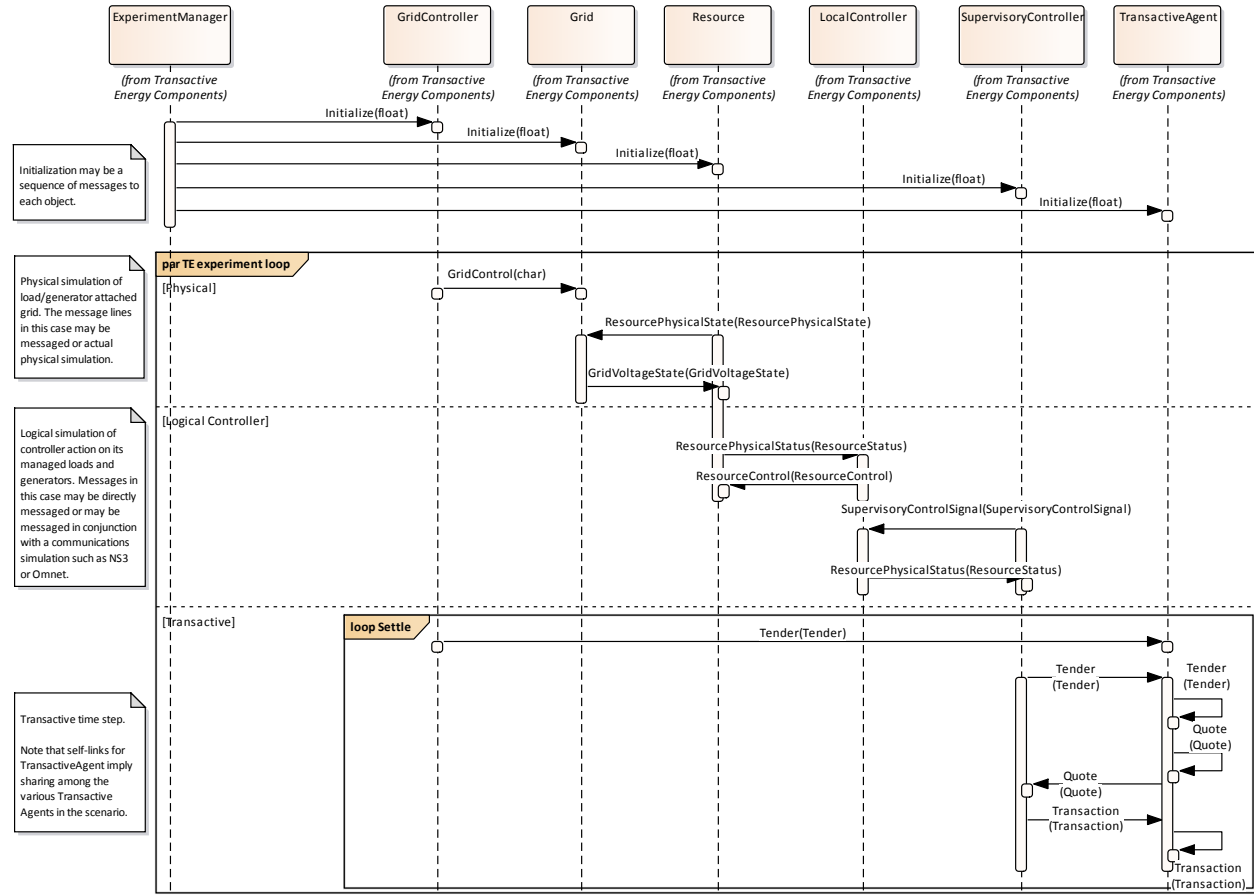 ExperimentManager
GridController
Grid
Resource
LocalController
SupervisoryController
TransactiveAgent
(from Transactive
Energy Components)
(from Transactive
Energy Components)
(from Transactive
Energy Components)
(from Transactive
Energy Components)
(from Transactive
Energy Components)
(from Transactive
Energy Components)
(from Transactive
Energy Components)
Initialize(float)
Initialize(float)
Initialize(float)
Initialize(float)
Initialize(float)
Initialization may be a
sequence of messages to
each object.
par TE experiment loop
[Physical]
Physical simulation of
load/generator attached
grid. The message lines
in this case may be
messaged or actual
physical simulation.
GridControl(char)
ResourcePhysicalState(ResourcePhysicalState)
GridVoltageState(GridVoltageState)
[Logical Controller]
Logical simulation of
controller action on its
managed loads and
generators. Messages in
this case may be directly
messaged or may be
messaged in conjunction
with a communications
simulation such as NS3
or Omnet.
ResourcePhysicalStatus(ResourceStatus)
ResourceControl(ResourceControl)
SupervisoryControlSignal(SupervisoryControlSignal)
ResourcePhysicalStatus(ResourceStatus)
[Transactive]
loop Settle
Tender(Tender)
Tender
(Tender)
Tender
(Tender)
Quote
(Quote)
Quote
(Quote)
Transaction
(Transaction)
Transaction
(Transaction)
Transactive time step.
Note that self-links for
TransactiveAgent imply
sharing among the
various Transactive
Agents in the scenario.